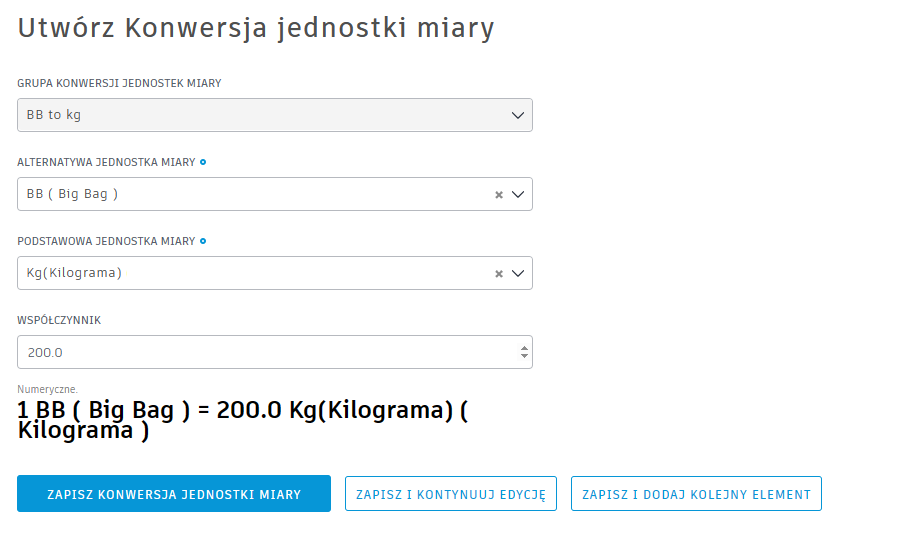 Utwórz Konwersja jednostki miary
GRUPA KONWERSJI JEDNOSTEK MIARY
BB to kg
ALTERNATYWA JEDNOSTKA MIARY
BB ( Big Bag )
PODSTAWOWA JEDNOSTKA MIARY
Kg(Kilograma)
WSPÓŁCZYNNIK
200.0
Numeryczne.
1 BB ( Big Bag ) = 200.0 Kg(Kilograma) (
Kilograma )
ZAPISZ KONWERSJA JEDNOSTKI MIARY ZAPISZ I KONTYNUUJ EDYCJĘ ZAPISZ I DODAJ KOLEJNY ELEMENT